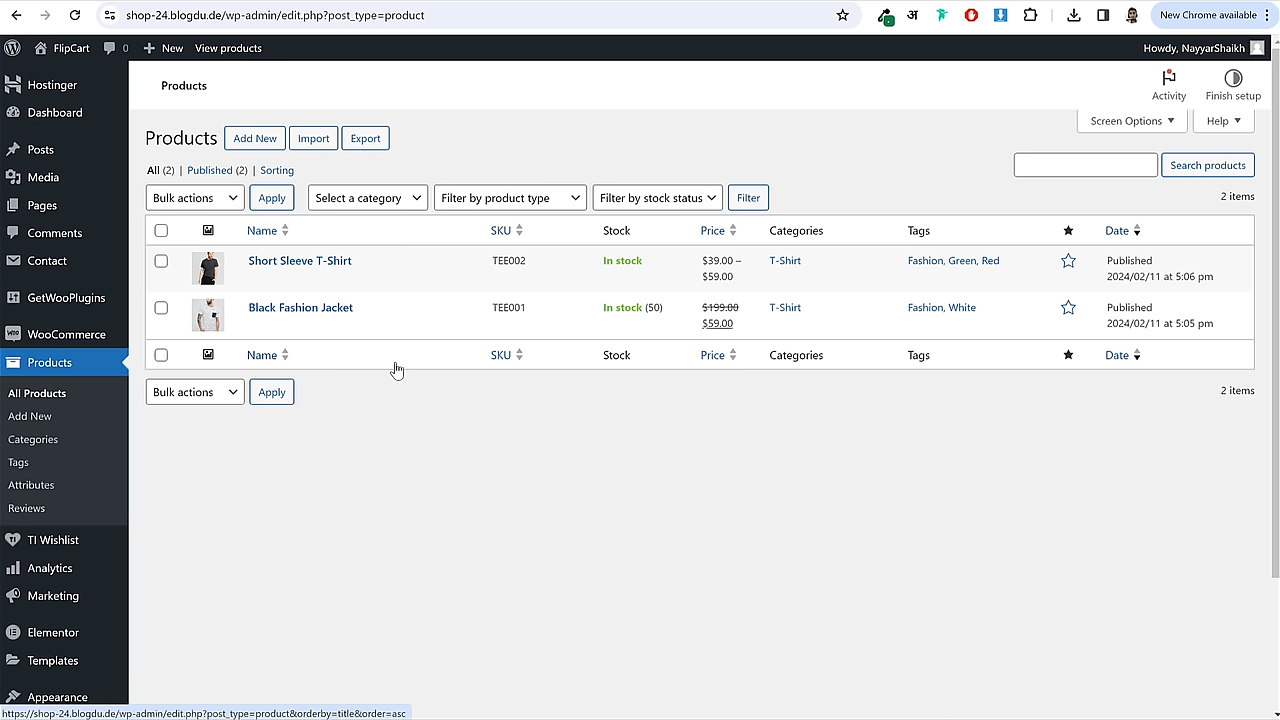 shop-24.blogdu.de/wp-admin/edit.php?post_type=product
अ
New Chrome available
FlipCart
0
New
View products
Howdy, NayyarShaikh
Hostinger
Dashboard
Posts
Media
Pages
Comments
Contact
GetWooPlugins
WooCommerce
Products
All Products
Add New
Categories
Tags
Attributes
Reviews
TI Wishlist
Analytics
Marketing
Elementor
Templates
Appearance
Products
Activity
Finish setup
Screen Options
Help
Products
Add New
Import
Export
All (2) | Published (2) | Sorting
Search products
Bulk actions
Apply
Select a category
Filter by product type
Filter by stock status
Filter
2 items
Name SKU Stock Price Categories Tags Date
Short Sleeve T-Shirt TEE002 In stock $39.00 – T-Shirt Fashion, Green, Red Published
$59.00 2024/02/11 at 5:06 pm
Black Fashion Jacket TEE001 In stock (50) $199.00 T-Shirt Fashion, White Published
$59.00 2024/02/11 at 5:05 pm
Name SKU Stock Price Categories Tags Date
Bulk actions
Apply
2 items
https://shop-24.blogdu.de/wp-admin/edit.php?post_type=product&orderby=title&order=asc